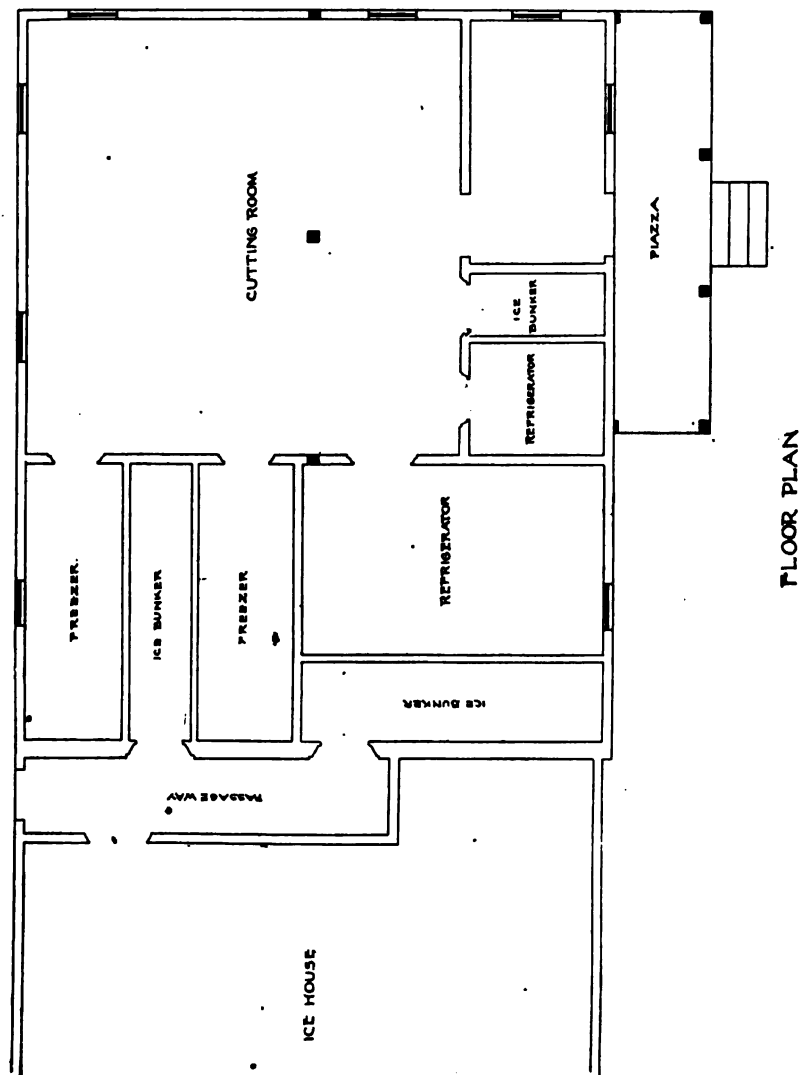 CUTTING ROOM
PIAZZA
ICE
BUNKER
REFRIGERATOR
FREEZER.
ICE BUNKER
FREEZER
REFRIGERATOR
ICE BUNKER
PASSAGE WAY
ICE HOUSE
FLOOR PLAN